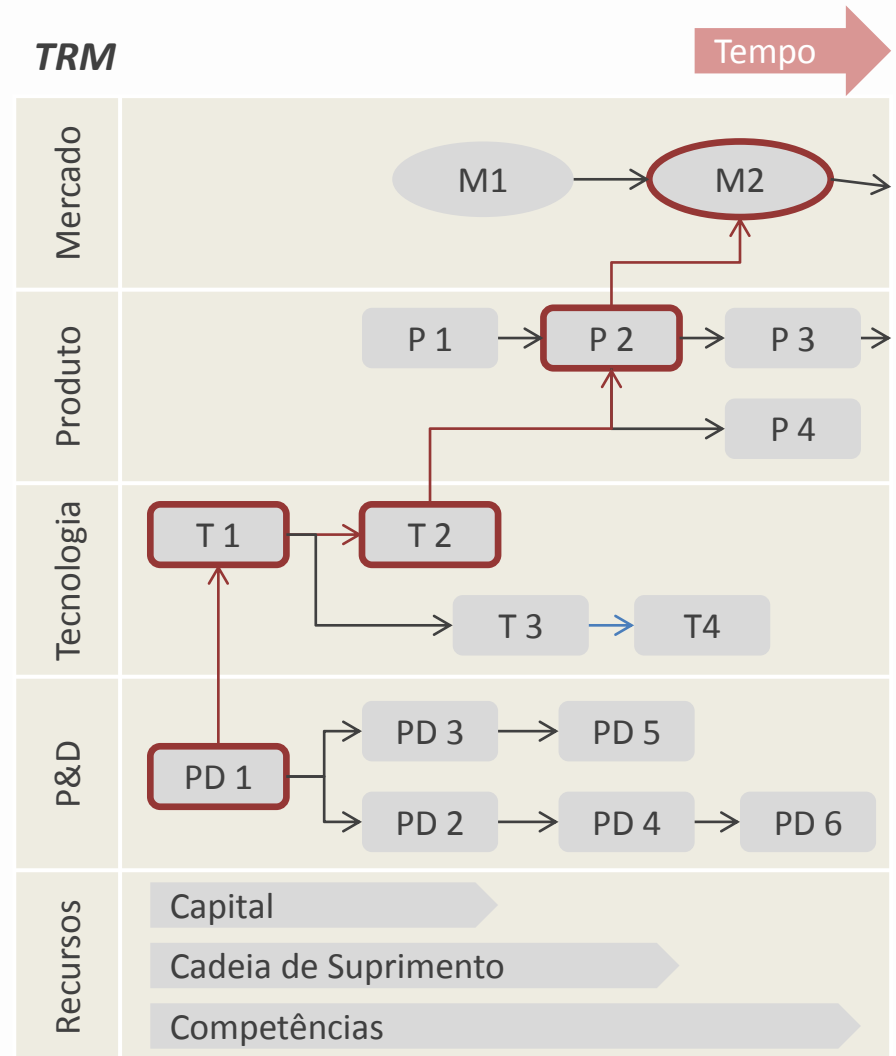 TRM
Tempo
Mercado
M1
M2
Produto
P 1
P 2
P 3
P 4
Tecnologia
T 1
T 2
T 3
T4
P&D
PD 1
PD 3
PD 5
PD 2
PD 4
PD 6
Recursos
Capital
Cadeia de Suprimento
Competências